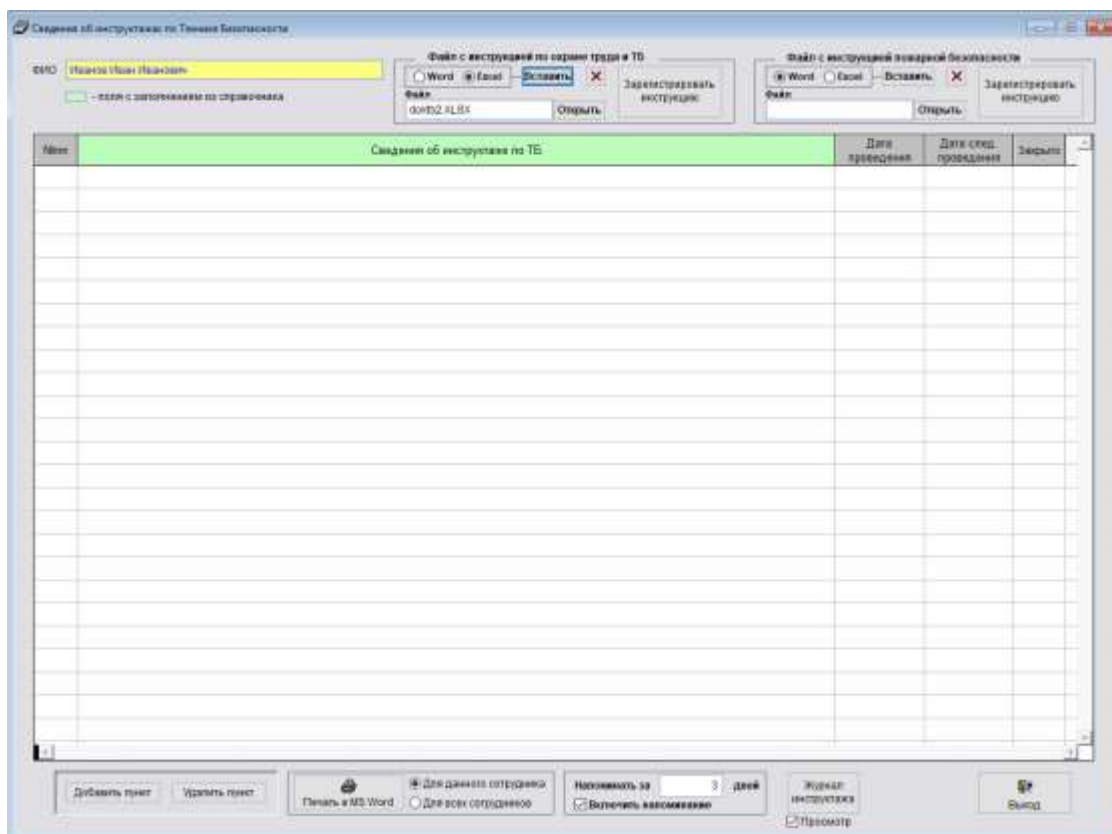 Сведения об инструктажах по Технике Безопасности
ФИО Иванов Иван Иванович
- поля с заполнением из справочника
Файл с инструкцией по охране труда и ТБ
Word Excel Вставить
Зарегистрировать инструкцию
Файл
Открыть
Файл с инструкцией пожарной безопасности
Word Excel Вставить
Зарегистрировать инструкцию
Файл
Открыть
Сведения об инструктаже по ТБ
Дата проведения
Дата след. проведения
Закрыто
Добавить пункт
Удалить пункт
Печать в MS Word
Для данного сотрудника
Для всех сотрудников
Напоминать за 3 дней
Включить напоминание
Журнал инструктажа
Просмотр
Выход